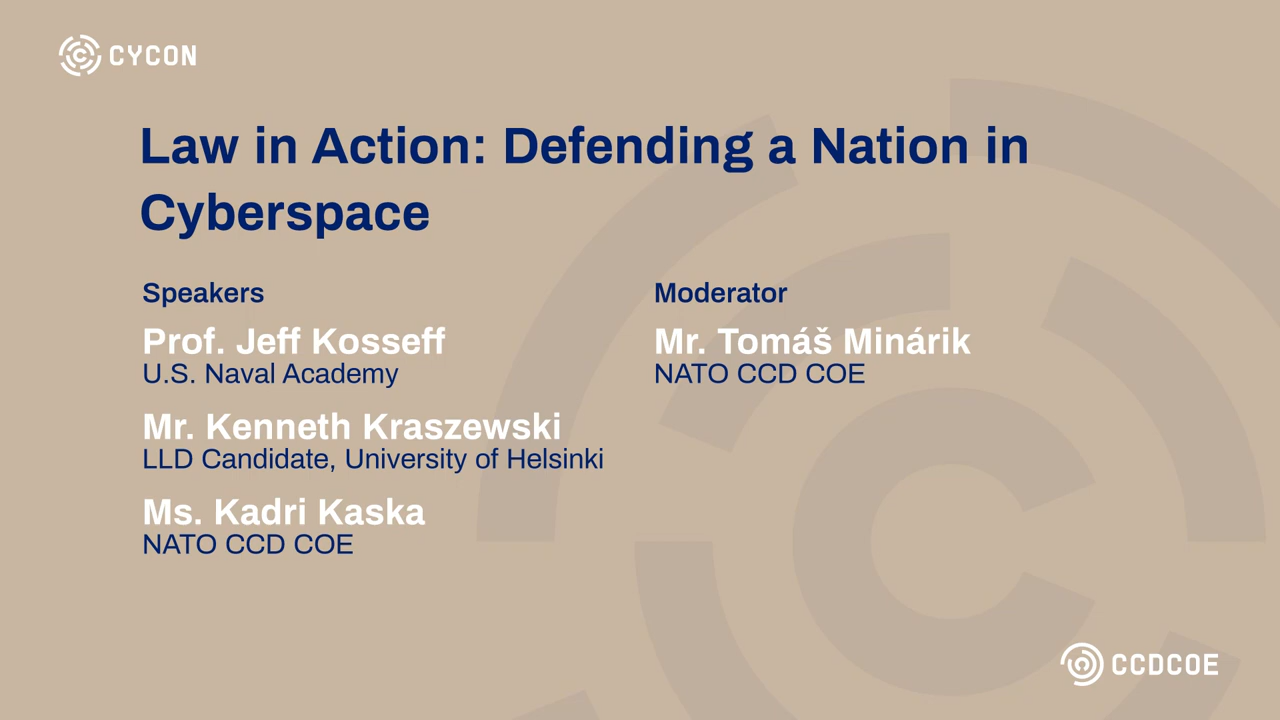 CYCON
Law in Action: Defending a Nation in
Cyberspace
Speakers
Prof. Jeff Kosseff
U.S. Naval Academy
Mr. Kenneth Kraszewski
LLD Candidate, University of Helsinki
Ms. Kadri Kaska
NATO CCD COE
Moderator
Mr. Tomáš Minárik
NATO CCD COE
CCDCOE